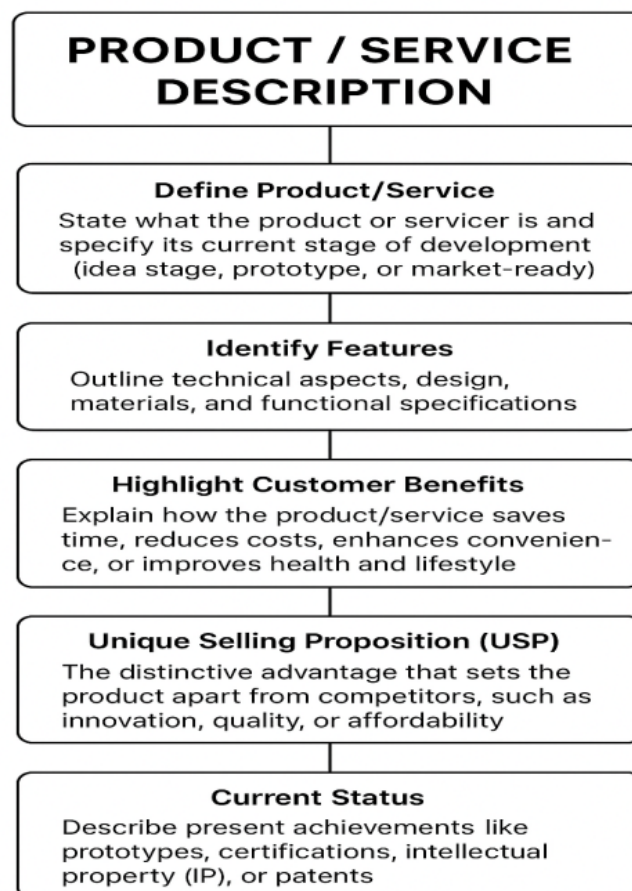 PRODUCT / SERVICE
DESCRIPTION
Define Product/Service
State what the product or servicer is and
specify its current stage of development
(idea stage, prototype, or market-ready)
Identify Features
Outline technical aspects, design,
materials, and functional specifications
Highlight Customer Benefits
Explain how the product/service saves
time, reduces costs, enhances convenien-
ce, or improves health and lifestyle
Unique Selling Proposition (USP)
The distinctive advantage that sets the
product apart from competitors, such as
innovation, quality, or affordability
Current Status
Describe present achievements like
prototypes, certifications, intellectual
property (IP), or patents